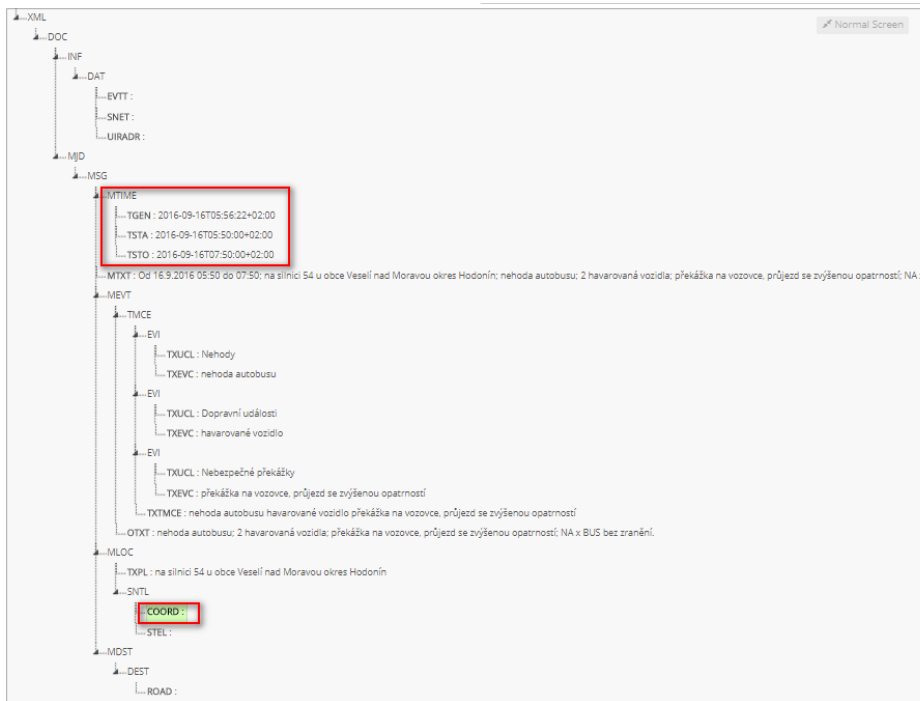 XML
Normal Screen
DOC
INF
DAT
EVTT :
SNET :
UIRADR :
MJD
MSG
MTIME
TGEN : 2016-09-16T05:56:22+02:00
TSTA : 2016-09-16T05:50:00+02:00
TSTO : 2016-09-16T07:50:00+02:00
MTXT : Od 16.9.2016 05:50 do 07:50; na silnici 54 u obce Veselí nad Moravou okres Hodonín; nehoda autobusu; 2 havarovaná vozidla; překážka na vozovce, průjezd se zvýšenou opatrností; NA x
MEVT
TMCE
EVI
TXUCL : Nehody
TXEVC : nehoda autobusu
EVI
TXUCL : Dopravní události
TXEVC : havarované vozidlo
EVI
TXUCL : Nebezpečné překážky
TXEVC : překážka na vozovce, průjezd se zvýšenou opatrností
TXTMCE : nehoda autobusu havarované vozidlo překážka na vozovce, průjezd se zvýšenou opatrností
OTXT : nehoda autobusu; 2 havarovaná vozidla; překážka na vozovce, průjezd se zvýšenou opatrností; NA x BUS bez zranění.
MLOC
TXPL : na silnici 54 u obce Veselí nad Moravou okres Hodonín
SNTL
COORD :
STEL :
MDST
DEST
ROAD :